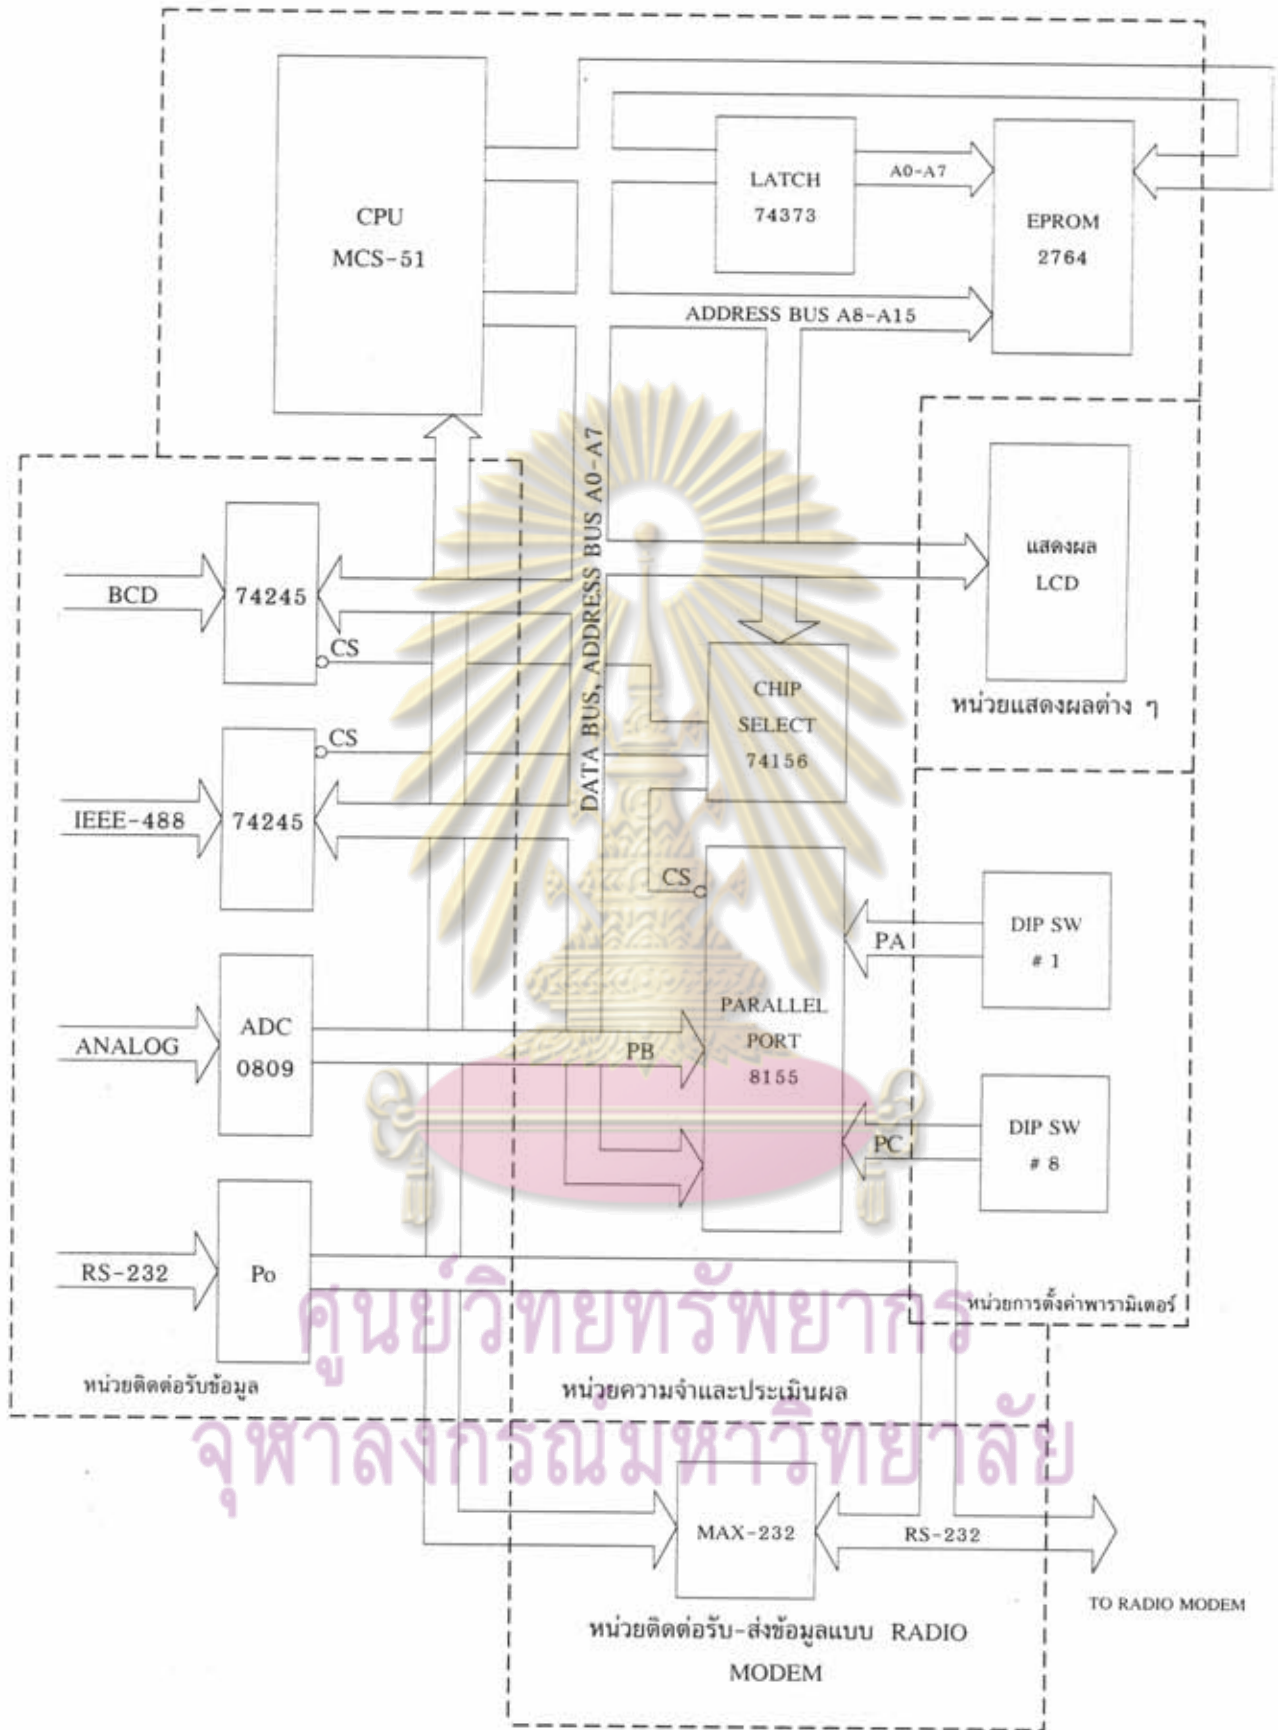 CPU
MCS-51
LATCH
74373
A0-A7
EPROM
2764
ADDRESS BUS A8-A15
DATA BUS, ADDRESS BUS A0-A7
แสดงผล
LCD
หน่วยแสดงผลต่าง ๆ
BCD
74245
CS
CHIP
SELECT
74156
CS
IEEE-488
74245
CS
PA
DIP SW
# 1
ANALOG
ADC
0809
PB
PARALLEL
PORT
8155
PC
DIP SW
# 8
RS-232
Po
หน่วยการตั้งค่าพารามิเตอร์
ศูนย์วิทยทรัพยากร
หน่วยติดต่อรับข้อมูล
หน่วยความจำและประเมินผล
จุฬาลงกรณ์มหาวิทยาลัย
MAX-232
RS-232
TO RADIO MODEM
หน่วยติดต่อรับ-ส่งข้อมูลแบบ RADIO
MODEM